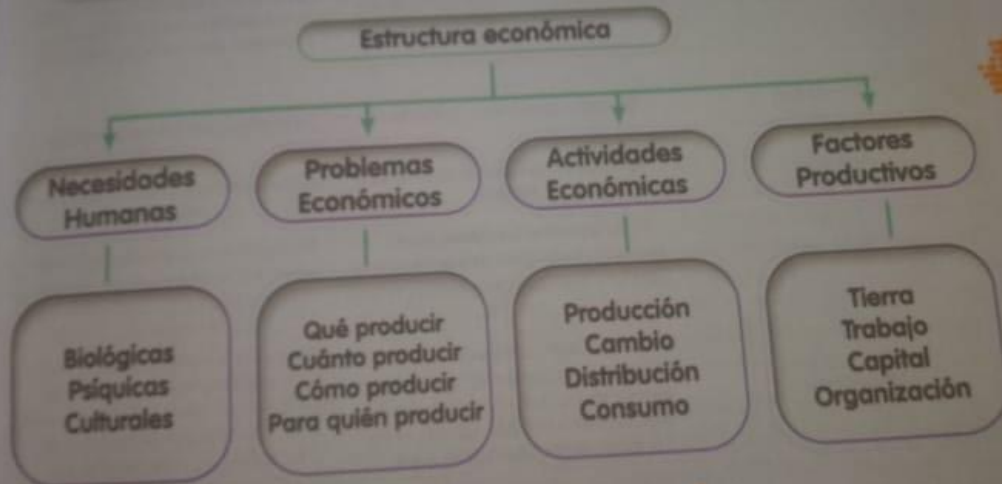 Estructura económica
Necesidades
Humanas
Problemas
Económicos
Actividades
Económicas
Factores
Productivos
Biológicas
Psíquicas
Culturales
Qué producir
Cuánto producir
Cómo producir
Para quién producir
Producción
Cambio
Distribución
Consumo
Tierra
Trabajo
Capital
Organización